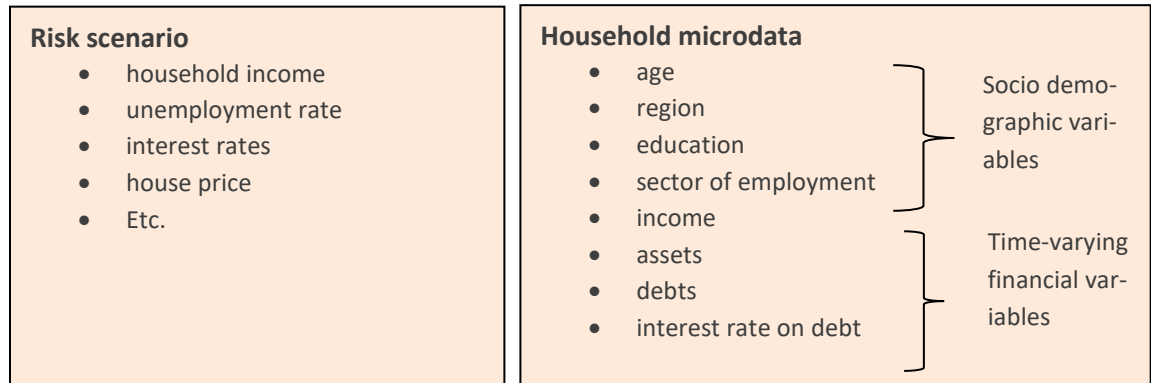 Risk scenario
• household income
• unemployment rate
• interest rates
• house price
• Etc.
Household microdata
• age
• region
• education
• sector of employment
• income
• assets
• debts
• interest rate on debt
Socio demo-
graphic vari-
ables
Time-varying
financial var-
iables